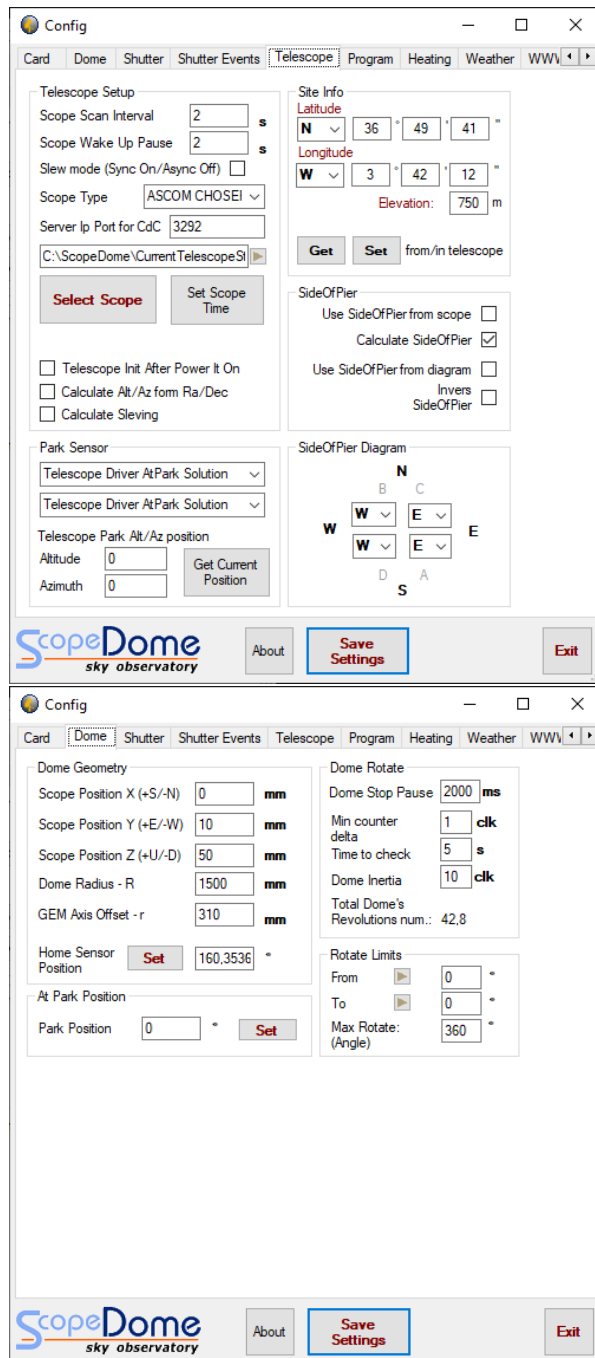 Config
Card Dome Shutter Shutter Events Telescope Program Heating Weather
Telescope Setup
Scope Scan Interval 2 s
Scope Wake Up Pause 2 s
Slew mode (Sync On/Async Off)
Scope Type ASCOM CHOSEI
Server Ip Port for CdC 3292
C:\ScopeDome\CurrentTelescopeSt
Select Scope
Set Scope
Time
Telescope Init After Power It On
Calculate Alt/Az form Ra/Dec
Calculate Sleving
Site Info
Latitude
N 36 ° 49 ' 41 "
Longitude
W 3 ° 42 ' 12 "
Elevation: 750 m
Get Set from/in telescope
SideOfPier
Use SideOfPier from scope
Calculate SideOfPier
Use SideOfPier from diagram
Invers
SideOfPier
Park Sensor
Telescope Driver AtPark Solution
Telescope Driver AtPark Solution
Telescope Park Alt/Az position
Altitude 0
Azimuth 0
Get Current
Position
SideOfPier Diagram
N
B C
W E
W E
W E
D A
S
ScopeDome
sky observatory
About
Save
Settings
Exit
Config
Card Dome Shutter Shutter Events Telescope Program Heating Weather
Dome Geometry
Scope Position X (+S/-N) 0 mm
Scope Position Y (+E/-W) 10 mm
Scope Position Z (+U/-D) 50 mm
Dome Radius - R 1500 mm
GEM Axis Offset - r 310 mm
Home Sensor
Position
Set 160,3536 °
At Park Position
Park Position 0 ° Set
Dome Rotate
Dome Stop Pause 2000 ms
Min counter
delta
1 clk
Time to check 5 s
Dome Inertia 10 clk
Total Dome's
Revolutions num.: 42,8
Rotate Limits
From 0 °
To 0 °
Max Rotate:
(Angle)
360 °
ScopeDome
sky observatory
About
Save
Settings
Exit